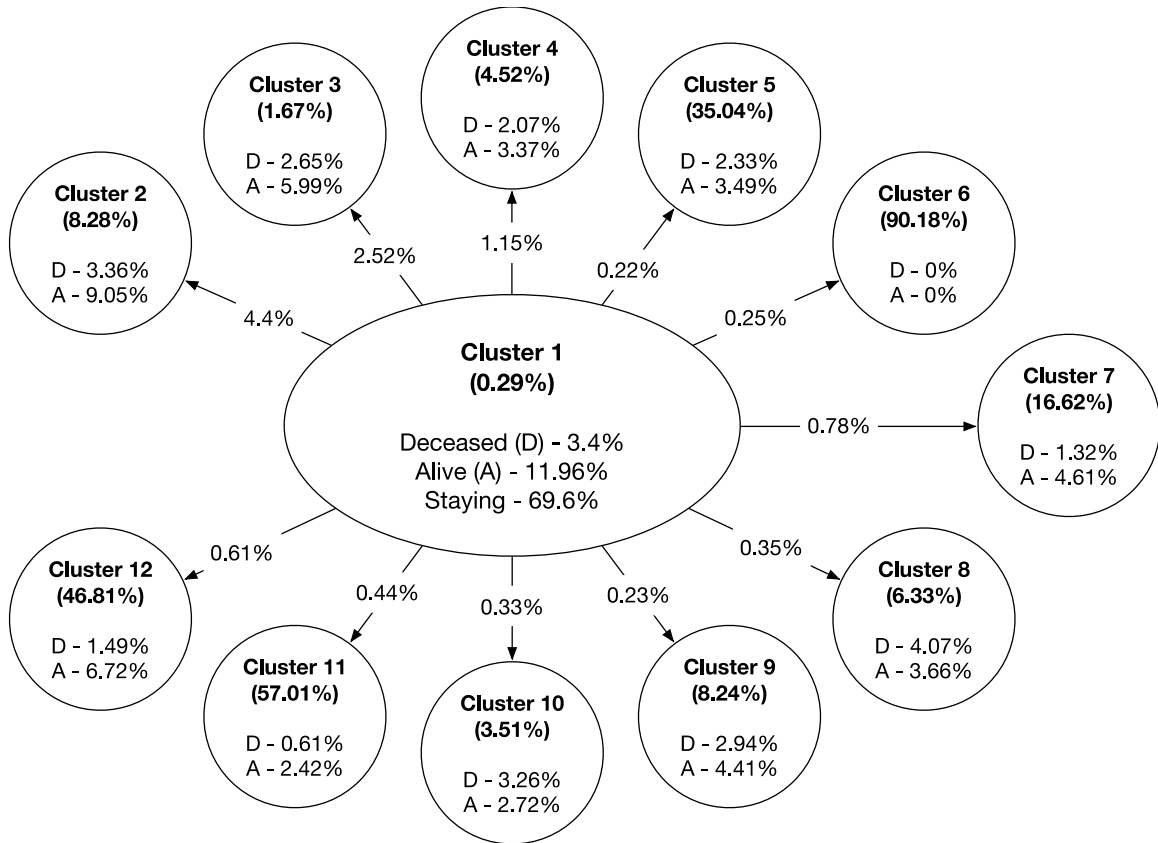 Cluster 4
(4.52%)
D - 2.07%
A - 3.37%
Cluster 3
(1.67%)
D - 2.65%
A - 5.99%
Cluster 5
(35.04%)
D - 2.33%
A - 3.49%
Cluster 2
(8.28%)
D - 3.36%
A - 9.05%
Cluster 6
(90.18%)
D - 0%
A - 0%
4.4%
2.52%
1.15%
0.22%
0.25%
Cluster 1
(0.29%)
Deceased (D) - 3.4%
Alive (A) - 11.96%
Staying - 69.6%
0.78%
Cluster 7
(16.62%)
D - 1.32%
A - 4.61%
0.61%
0.44%
0.33%
0.23%
0.35%
Cluster 12
(46.81%)
D - 1.49%
A - 6.72%
Cluster 8
(6.33%)
D - 4.07%
A - 3.66%
Cluster 11
(57.01%)
D - 0.61%
A - 2.42%
Cluster 10
(3.51%)
D - 3.26%
A - 2.72%
Cluster 9
(8.24%)
D - 2.94%
A - 4.41%